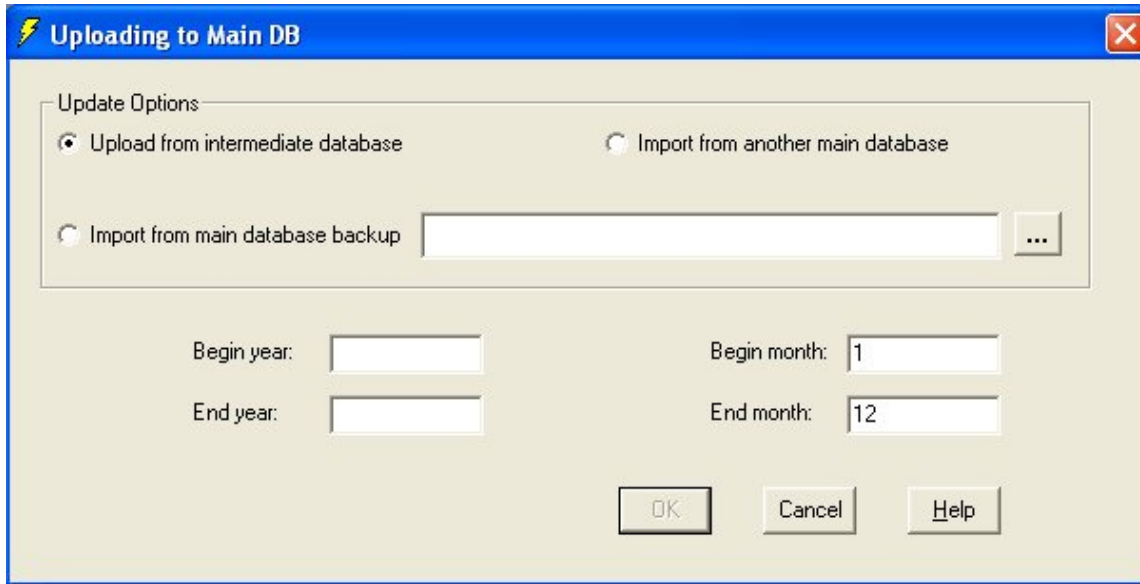 Uploading to Main DB
Update Options
Upload from intermediate database
Import from another main database
Import from main database backup
...
Begin year:
Begin month: 1
End year:
End month: 12
OK
Cancel
Help